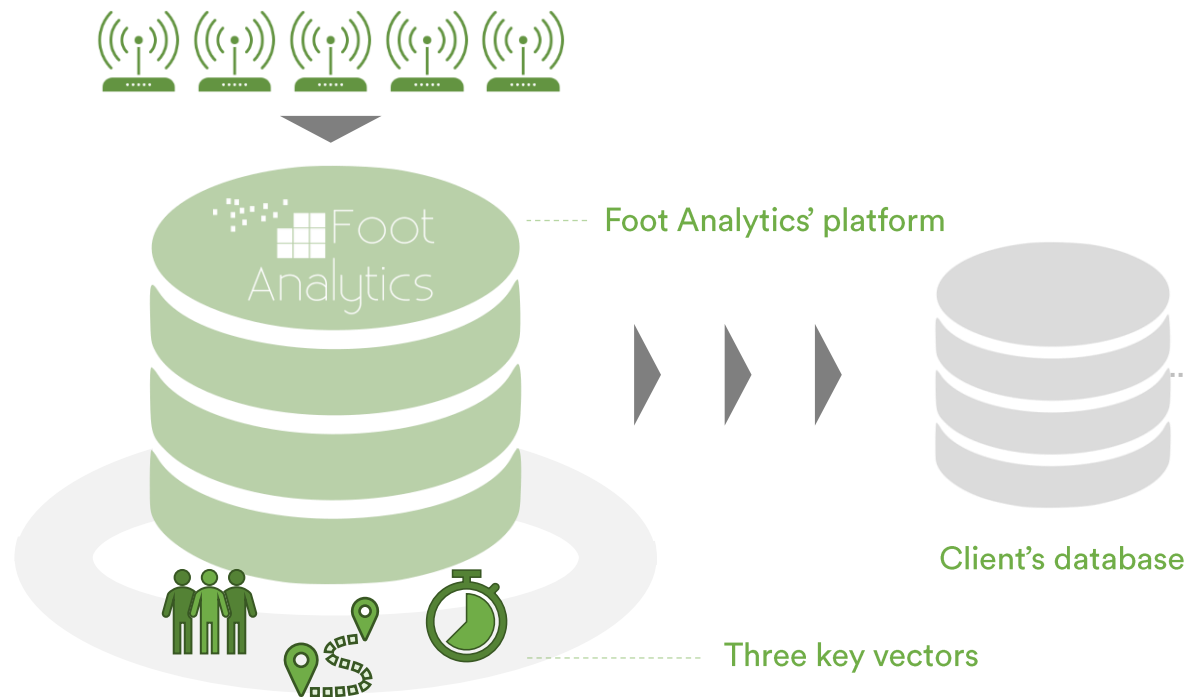 Foot
Analytics
Foot Analytics’ platform
Client’s database
Three key vectors